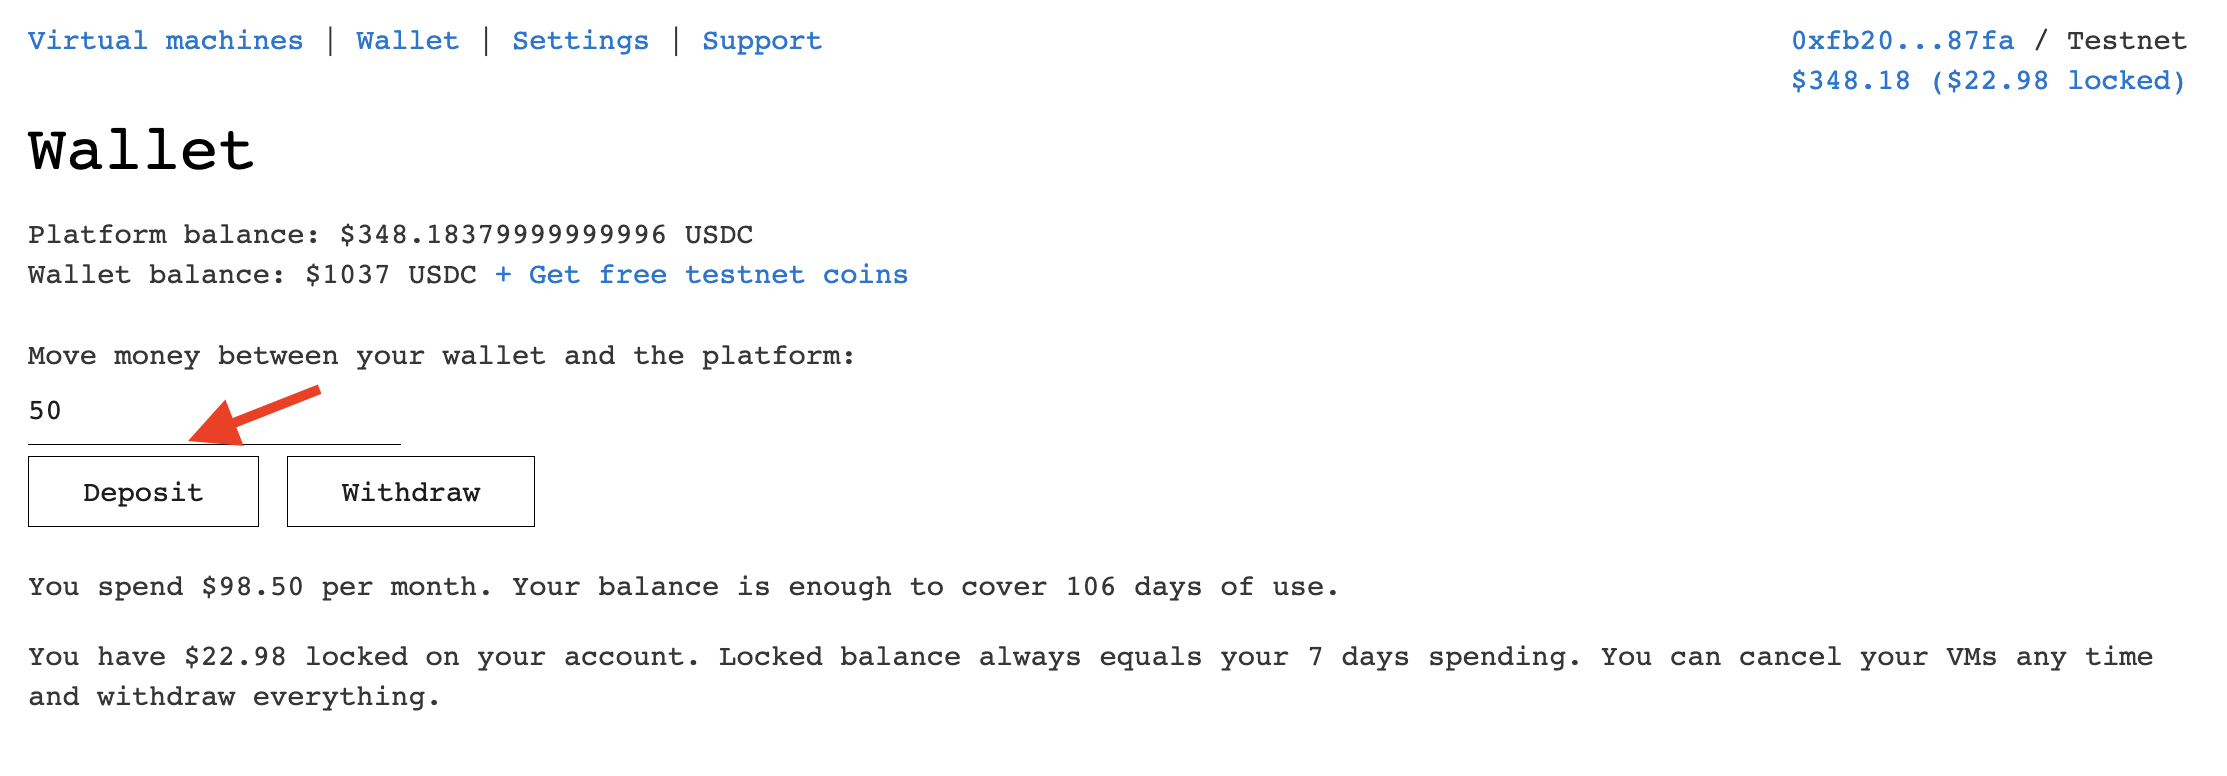 Virtual machines | Wallet | Settings | Support
0xfb20...87fa / Testnet
$348.18 ($22.98 locked)
Wallet
Platform balance: $348.18379999999996 USDC
Wallet balance: $1037 USDC + Get free testnet coins
Move money between your wallet and the platform:
50
Deposit
Withdraw
You spend $98.50 per month. Your balance is enough to cover 106 days of use.
You have $22.98 locked on your account. Locked balance always equals your 7 days spending. You can cancel your VMs any time
and withdraw everything.